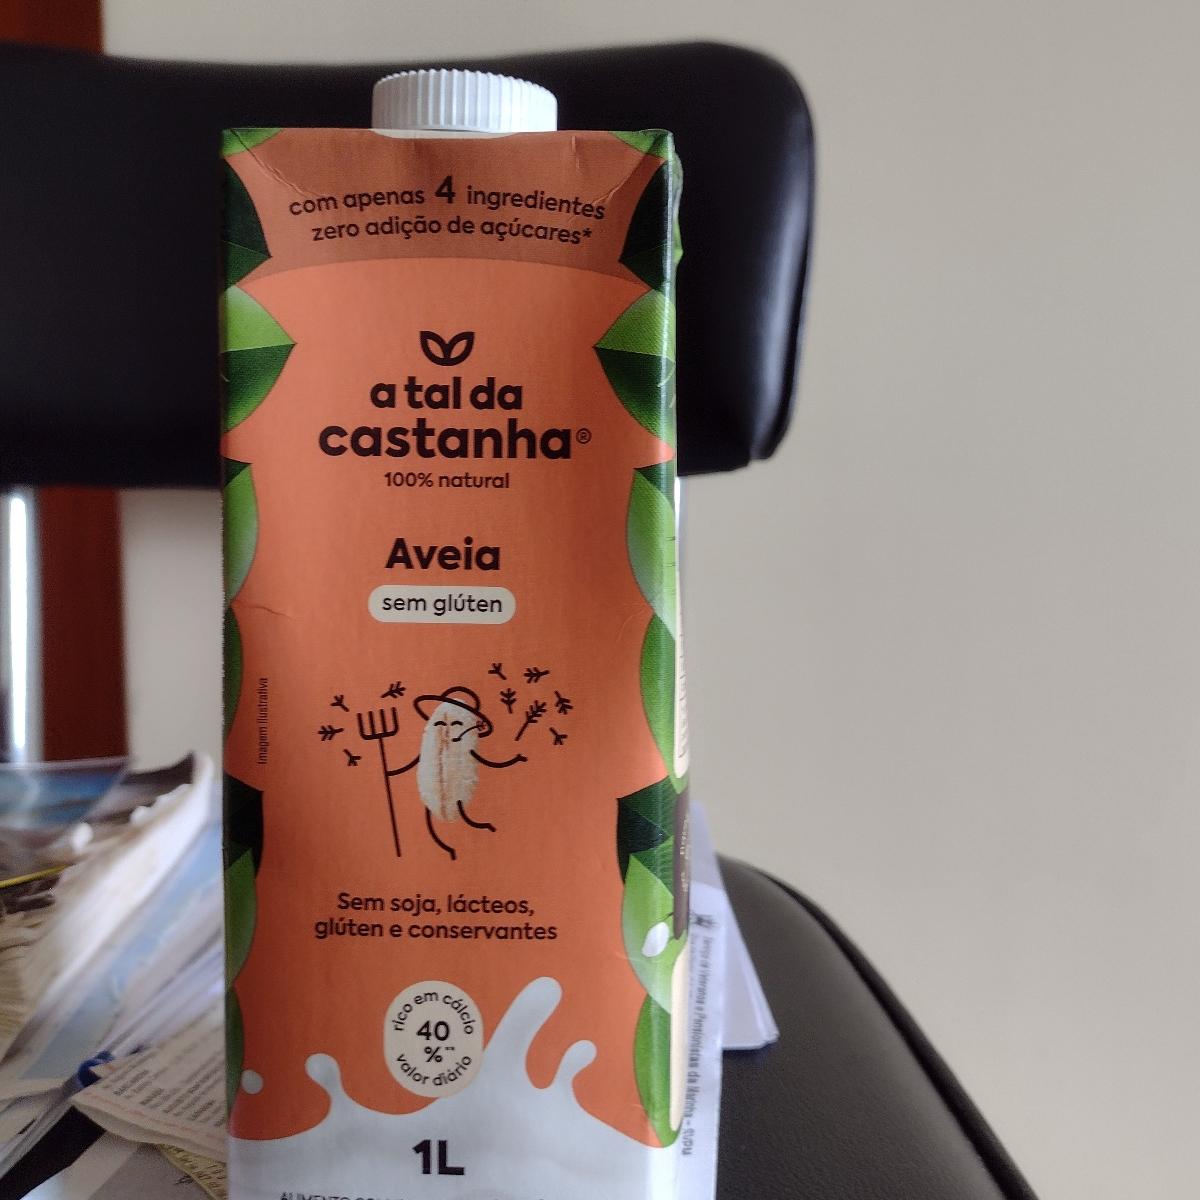 com apenas 4 ingredientes
zero adição de açúcares*
a tal da
castanha®
100% natural
Aveia
sem glúten
Imagem ilustrativa
Sem soja, lácteos,
glúten e conservantes
rico em cálcio
40
%**
valor diário
1L